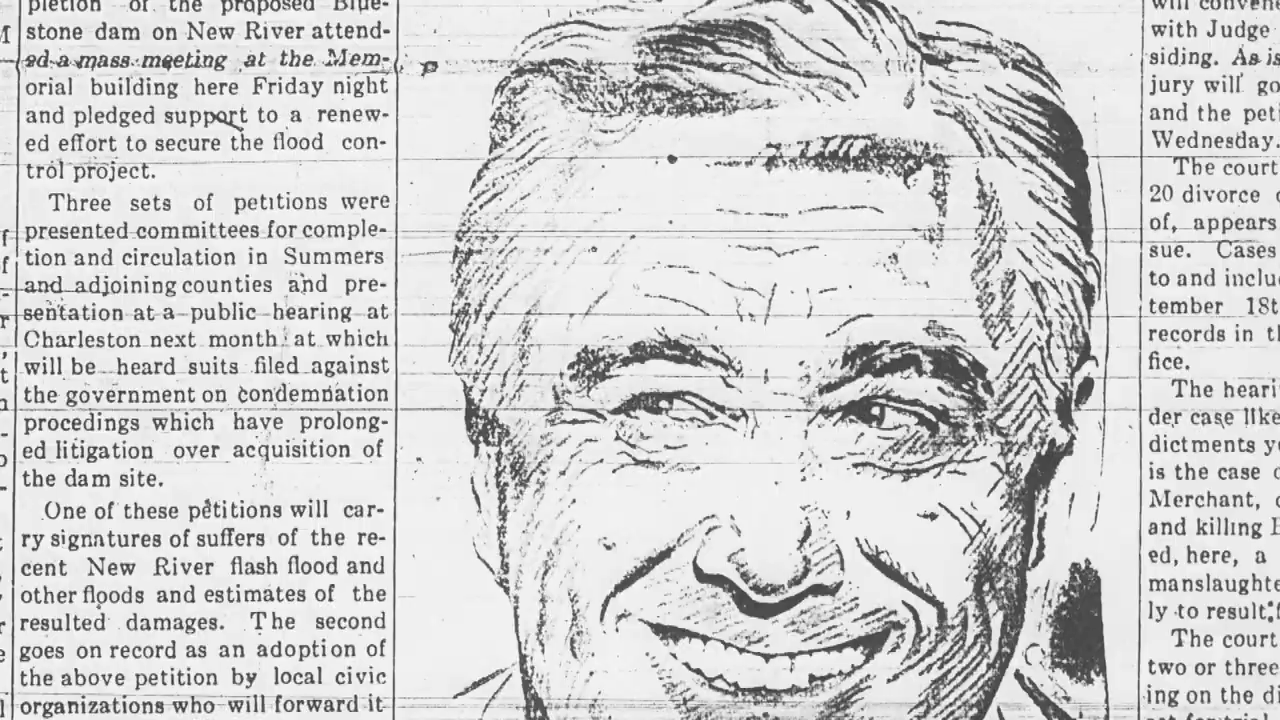 pletion of the proposed Blue-
stone dam on New River attend-
ed a mass meeting at the Mem-
orial building here Friday night
and pledged support to a renew-
ed effort to secure the flood con-
trol project.
Three sets of petitions were
presented committees for comple-
tion and circulation in Summers
and adjoining counties and pre-
sentation at a public hearing at
Charleston next month at which
will be heard suits filed against
the government on condemnation
procedings which have prolong-
ed litigation over acquisition of
the dam site.
One of these petitions will car-
ry signatures of suffers of the re-
cent New River flash flood and
other floods and estimates of the
resulted damages. The second
goes on record as an adoption of
the above petition by local civic
organizations who will forward it
will convene
with Judge
siding. As is
jury will go
and the peti
Wednesday.
The court
20 divorce
of, appears
sue. Cases
to and inclu
tember 18t
records in t
fice.
The heari
der case like
dictments y
is the case
Merchant,
and killing
ed, here, a
manslaughte
ly to result
The court
two or three
ing on the di